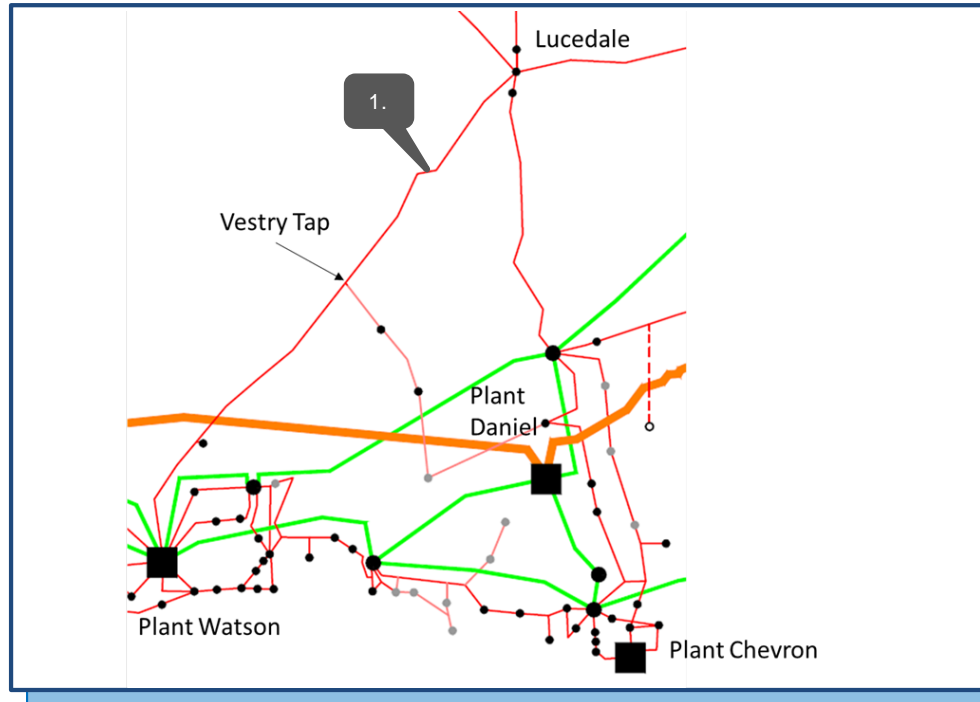 Lucedale
1.
Vestry Tap
Plant
Daniel
Plant Watson
Plant Chevron